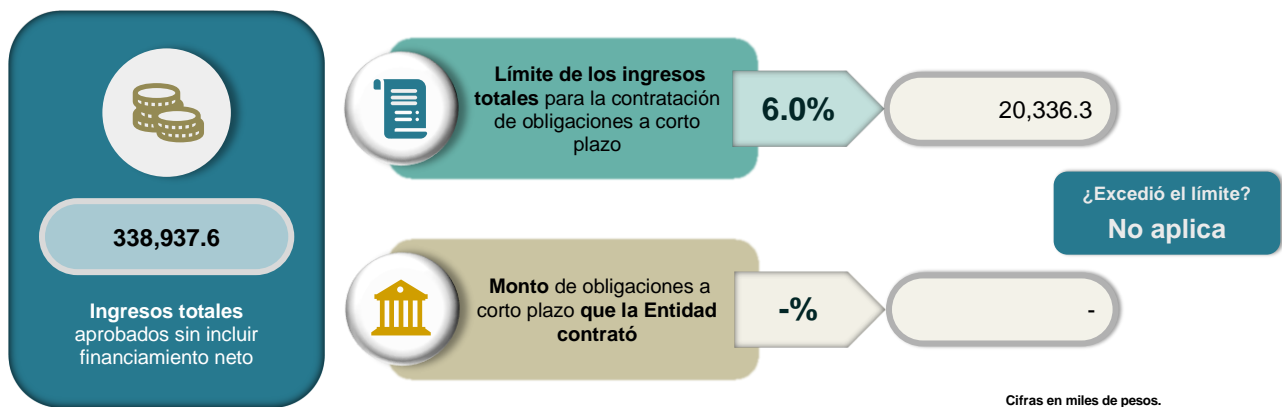 338,937.6
Ingresos totales
aprobados sin incluir
financiamiento neto
Límite de los ingresos
totales para la contratación
de obligaciones a corto
plazo
6.0%
20,336.3
¿Excedió el límite?
No aplica
Monto de obligaciones a
corto plazo que la Entidad
contrató
-%
-
Cifras en miles de pesos.